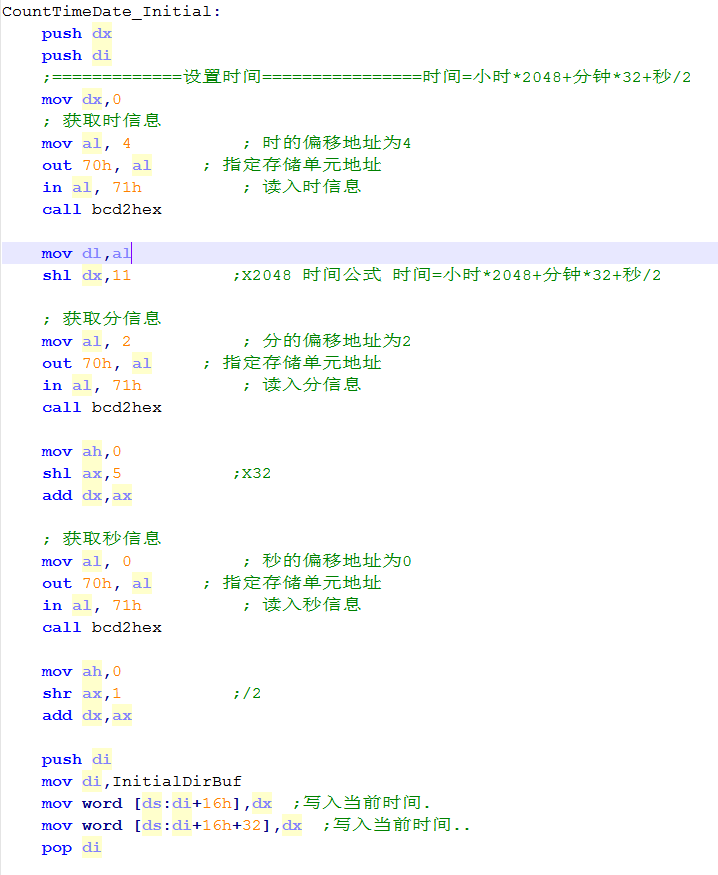 CountTimeDate_Initial:
    push dx
    push di
    ;=============设置时间================时间=小时*2048+分钟*32+秒/2
    mov dx,0
    ; 获取时信息
    mov al, 4           ; 时的偏移地址为4
    out 70h, al     ; 指定存储单元地址
    in al, 71h          ; 读入时信息
    call bcd2hex

    mov dl,al
    shl dx,11          ;X2048 时间公式 时间=小时*2048+分钟*32+秒/2

    ; 获取分信息
    mov al, 2           ; 分的偏移地址为2
    out 70h, al     ; 指定存储单元地址
    in al, 71h          ; 读入分信息
    call bcd2hex

    mov ah,0
    shl ax,5           ;X32
    add dx,ax

    ; 获取秒信息
    mov al, 0           ; 秒的偏移地址为0
    out 70h, al     ; 指定存储单元地址
    in al, 71h          ; 读入秒信息
    call bcd2hex

    mov ah,0
    shr ax,1           ;/2
    add dx,ax

    push di
    mov di,InitialDirBuf
    mov word [ds:di+16h],dx  ;写入当前时间.
    mov word [ds:di+16h+32],dx  ;写入当前时间..
    pop di